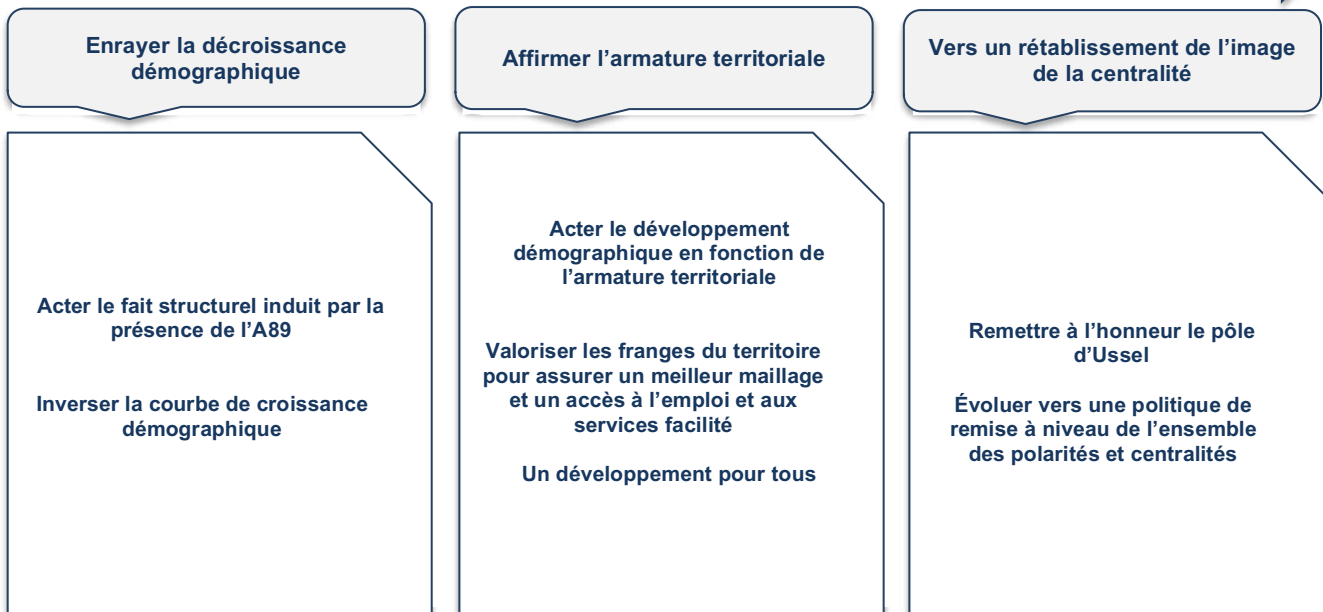 Enrayer la décroissance
démographique
Acter le fait structurel induit par la
présence de l’A89
Inverser la courbe de croissance
démographique
Affirmer l’armature territoriale
Acter le développement
démographique en fonction de
l’armature territoriale
Valoriser les franges du territoire
pour assurer un meilleur maillage
et un accès à l’emploi et aux
services facilité
Un développement pour tous
Vers un rétablissement de l’image
de la centralité
Remettre à l’honneur le pôle
d’Ussel
Évoluer vers une politique de
remise à niveau de l’ensemble
des polarités et centralités